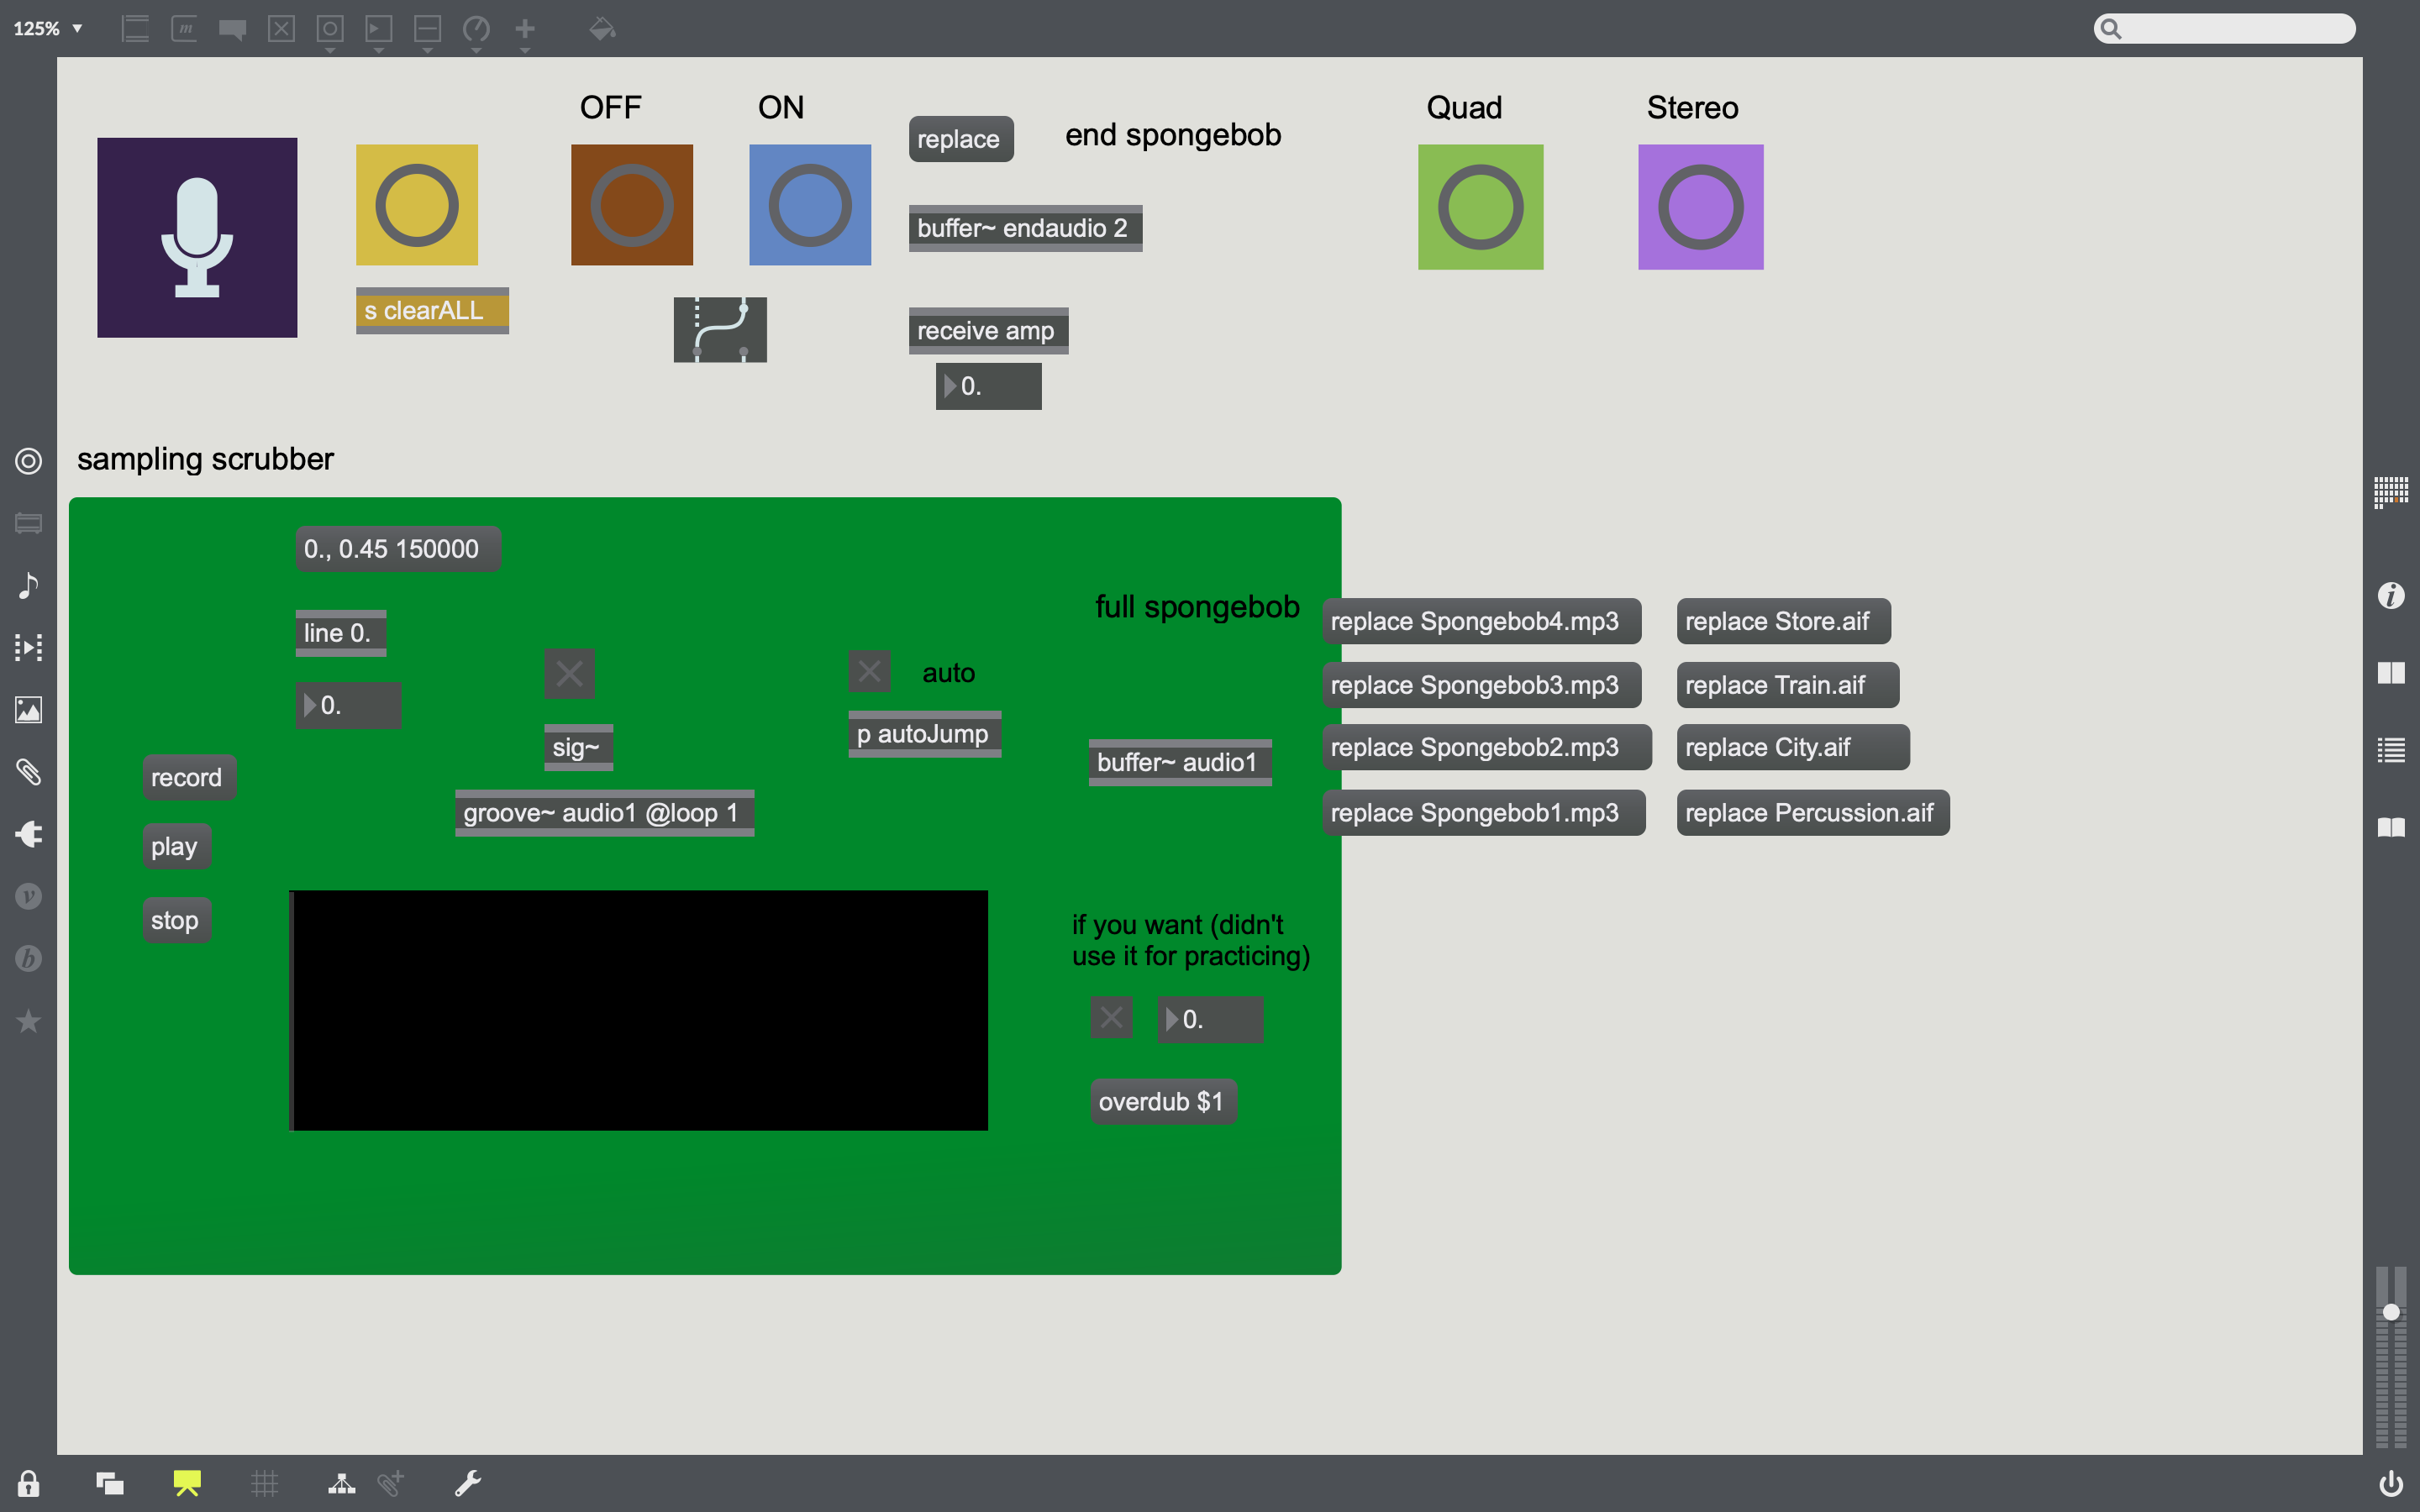 125%
OFF
ON
replace
end spongebob
Quad
Stereo
buffer~ endaudio 2
s clearALL
receive amp
0.
sampling scrubber
0., 0.45 150000
line 0.
0.
full spongebob
replace Spongebob4.mp3
replace Store.aif
auto
replace Spongebob3.mp3
replace Train.aif
sig~
p autoJump
buffer~ audio1
replace Spongebob2.mp3
replace City.aif
record
groove~ audio1 @loop 1
replace Spongebob1.mp3
replace Percussion.aif
play
stop
if you want (didn't
use it for practicing)
0.
overdub $1